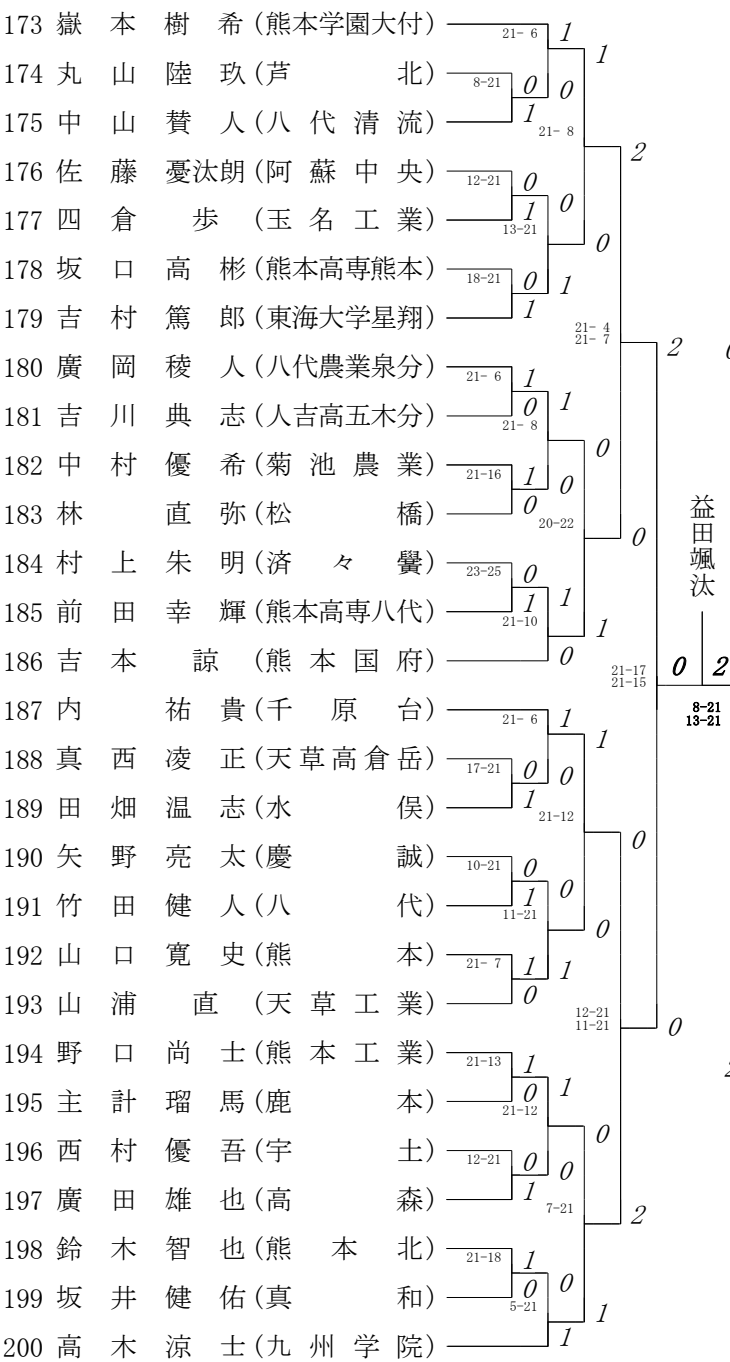 173 嶽本樹希(熊本学園大付) 21- 6 1 1
174 丸山陸玖(芦北) 8-21 0 0
175 中山賛人(八代清流) 1 21- 8
2
176 佐藤憂汰朗(阿蘇中央) 12-21 0 0
177 四倉歩(玉名工業) 1 13-21 0
178 坂口高彬(熊本高専熊本) 18-21 0 1
179 吉村篤郎(東海大学星翔) 1
21- 4
21- 7
2
180 廣岡稜人(八代農業泉分) 21- 6 1 1
181 吉川典志(人吉高五木分) 0 21- 8 0
182 中村優希(菊池農業) 21-16 1 0
183 林直弥(松橋) 0 20-22
0
184 村上朱明(済々黌) 23-25 0 1
185 前田幸輝(熊本高専八代) 1 21-10 1
186 吉本諒(熊本国府) 0
益田颯汰
21-17
21-15
0 2
8-21
13-21
187 内祐貴(千原台) 21- 6 1 1
188 真西凌正(天草高倉岳) 17-21 0 0
189 田畑温志(水俣) 1 21-12
0
190 矢野亮太(慶誠) 10-21 0 0
191 竹田健人(八代) 1 11-21 0
192 山口寛史(熊本) 21- 7 1 1
193 山浦直(天草工業) 0
12-21
11-21
0
194 野口尚士(熊本工業) 21-13 1 1
195 主計瑠馬(鹿本) 0 21-12 0
196 西村優吾(宇土) 12-21 0 0
197 廣田雄也(高森) 1 7-21
2
198 鈴木智也(熊本北) 21-18 1 0
199 坂井健佑(真和) 0 5-21 1
200 高木涼士(九州学院) 1